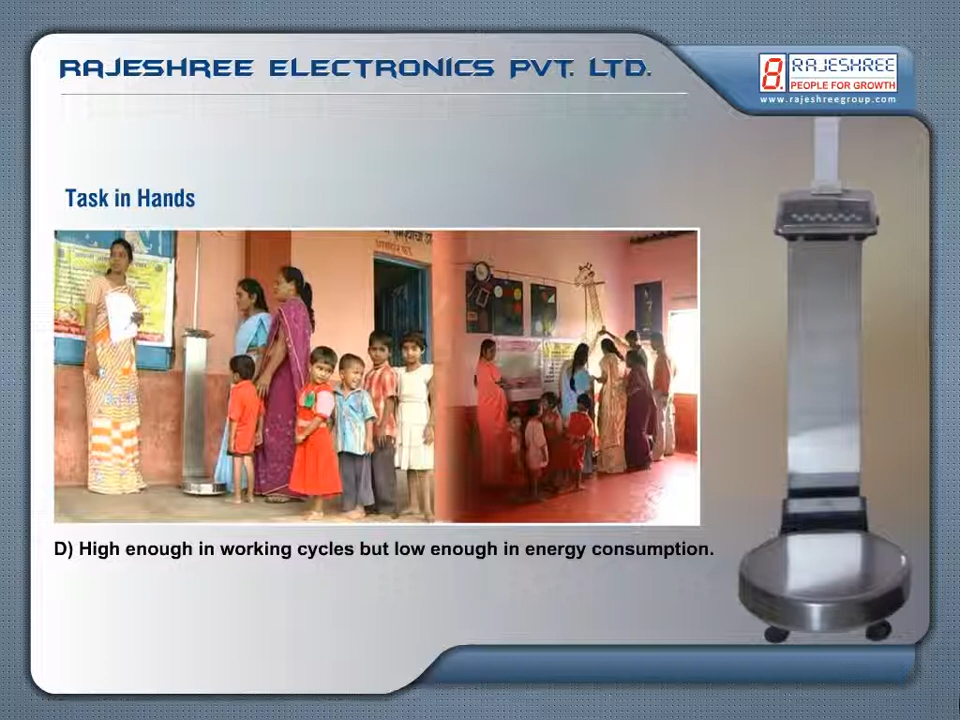 RAJESHREE ELECTRONICS PVT. LTD.
8.
RAJESHREE
PEOPLE FOR GROWTH
www.rajeshreegroup.com
Task in Hands
D) High enough in working cycles but low enough in energy consumption.